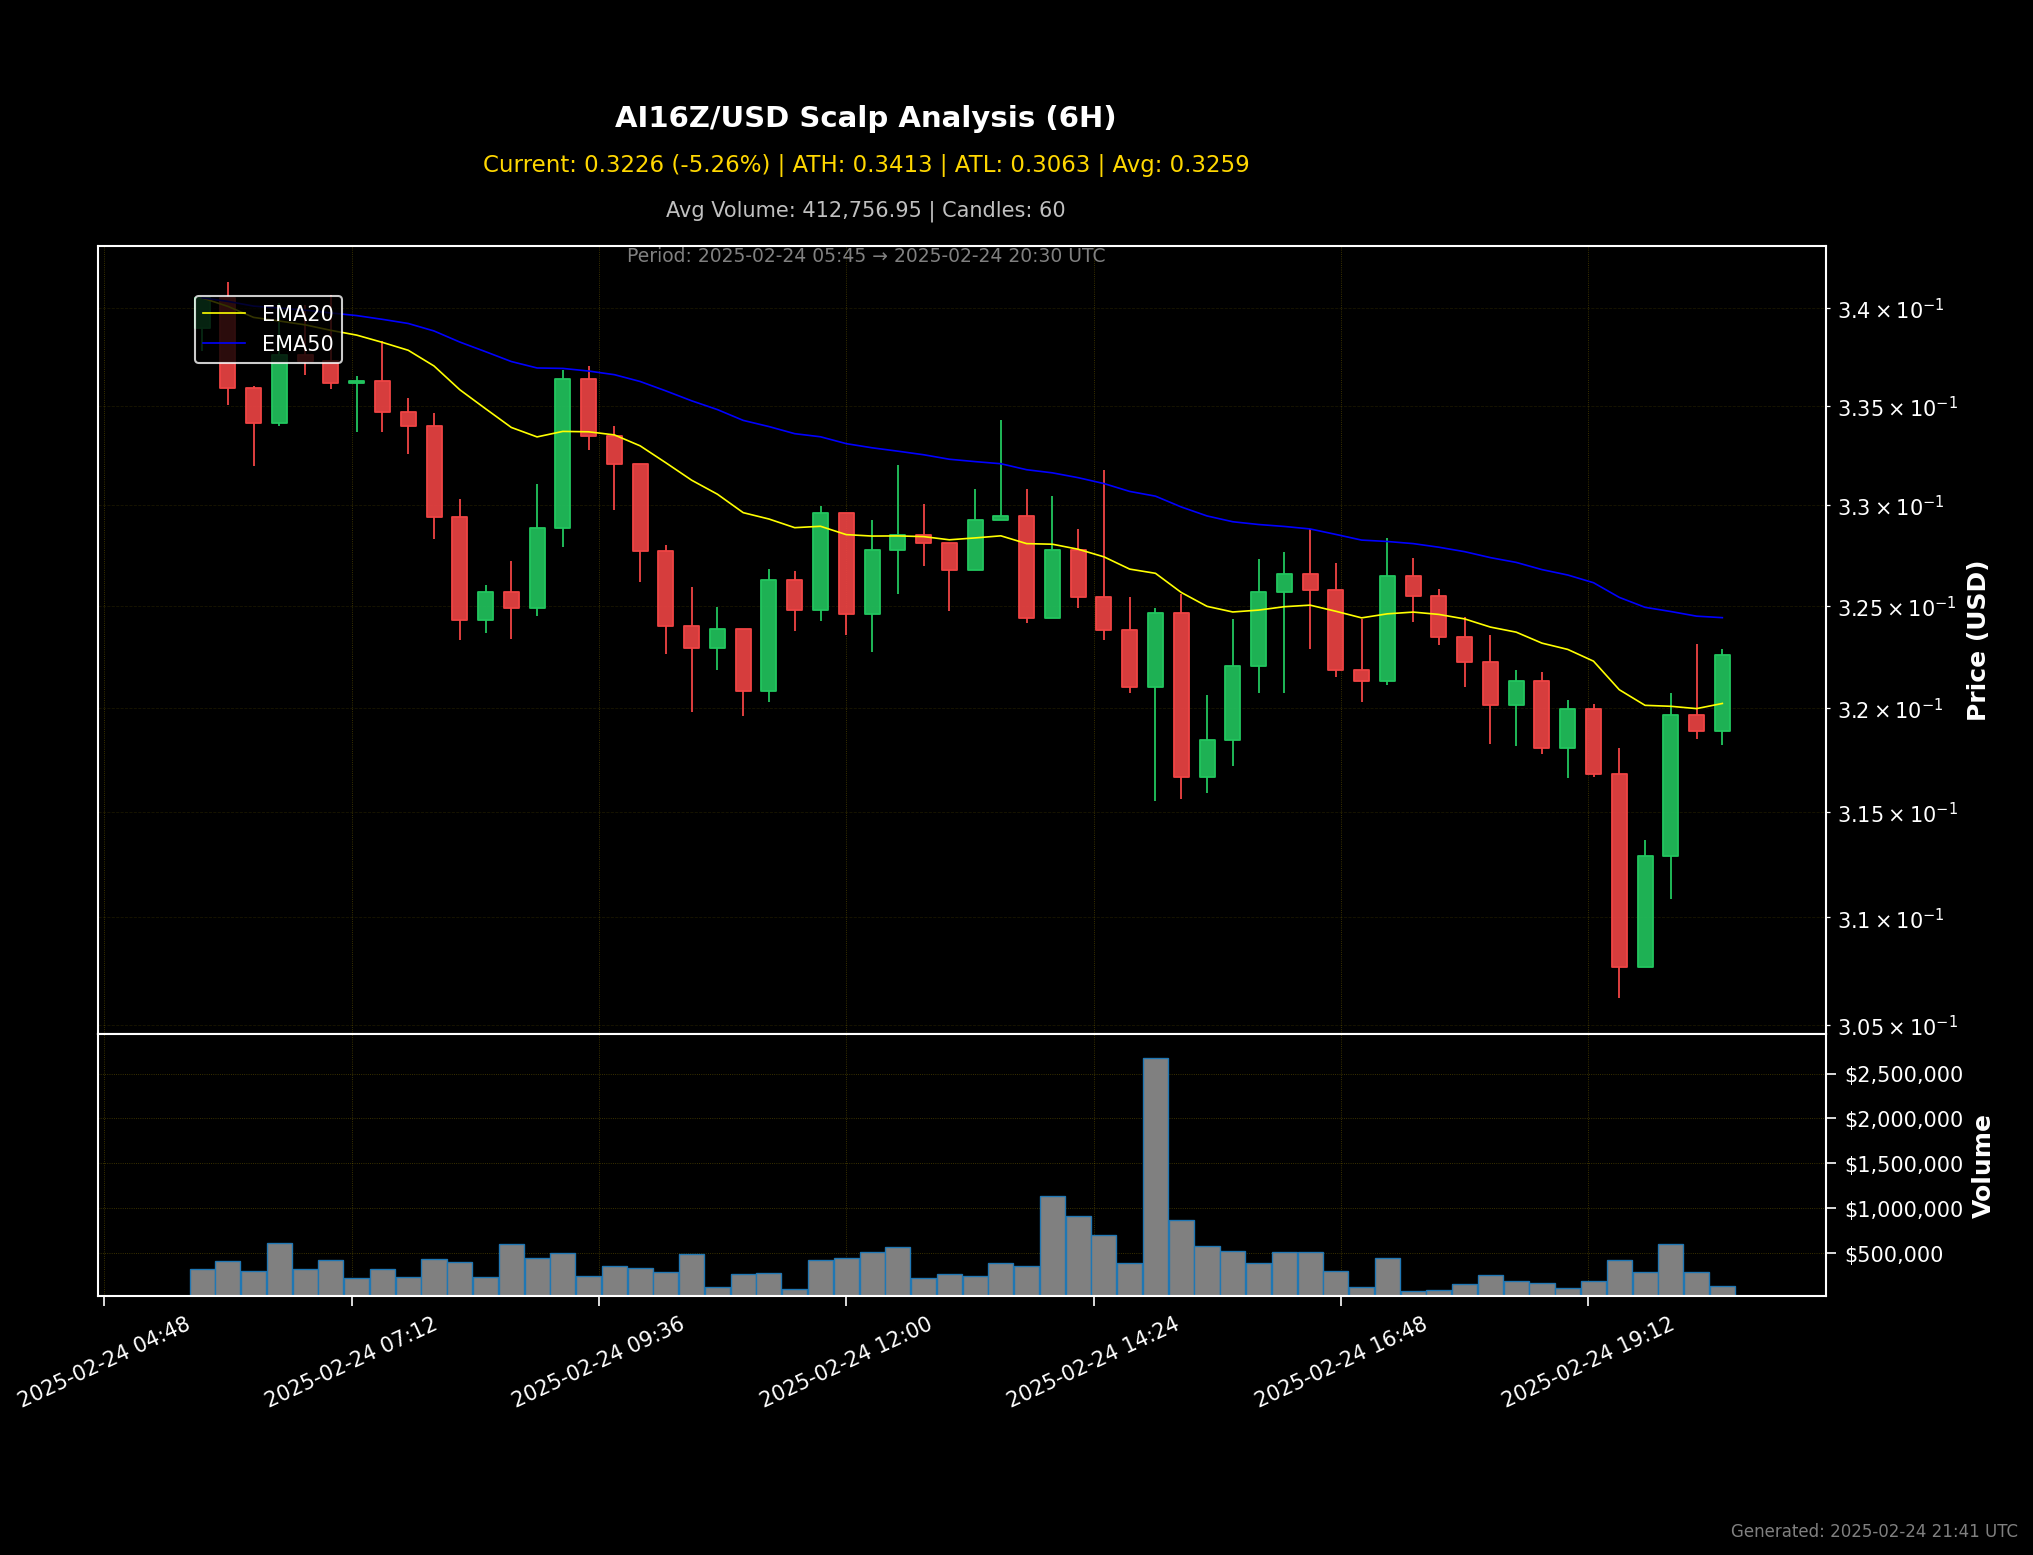 AI16Z/USD Scalp Analysis (6H)
Current: 0.3226 (-5.26%) | ATH: 0.3413 | ATL: 0.3063 | Avg: 0.3259
Avg Volume: 412,756.95 | Candles: 60
Period: 2025-02-24 05:45 → 2025-02-24 20:30 UTC
EMA20
EMA50
3.4 × 10⁻¹
3.35 × 10⁻¹
3.3 × 10⁻¹
3.25 × 10⁻¹
3.2 × 10⁻¹
3.15 × 10⁻¹
3.1 × 10⁻¹
3.05 × 10⁻¹
Price (USD)
$2,500,000
$2,000,000
$1,500,000
$1,000,000
$500,000
Volume
2025-02-24 04:48
2025-02-24 07:12
2025-02-24 09:36
2025-02-24 12:00
2025-02-24 14:24
2025-02-24 16:48
2025-02-24 19:12
Generated: 2025-02-24 21:41 UTC